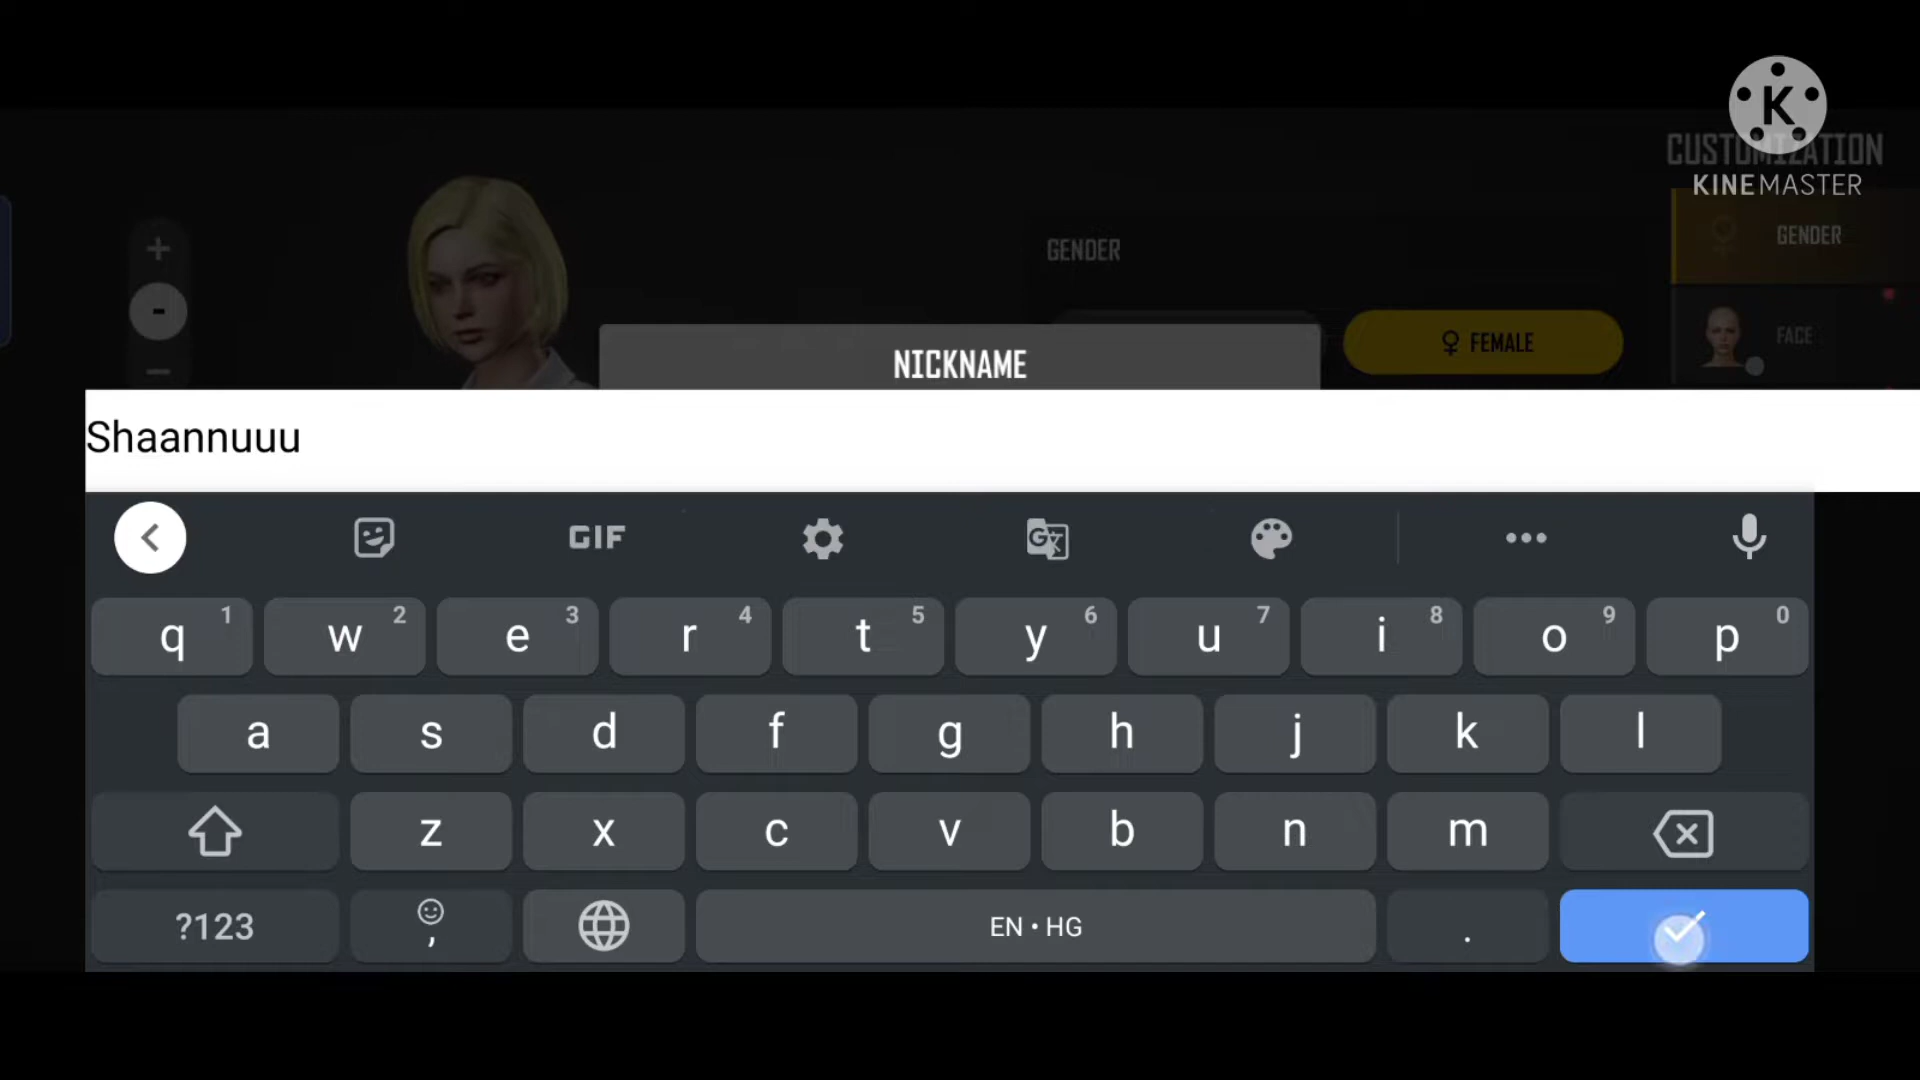 CUSTOMIZATION
KINEMASTER
GENDER
GENDER
FEMALE
FACE
NICKNAME
Shaannuuu
GIF
q 1 w 2 e 3 r 4 t 5 y 6 u 7 i 8 o 9 p 0
a s d f g h j k l
z x c v b n m
?123 , EN • HG .